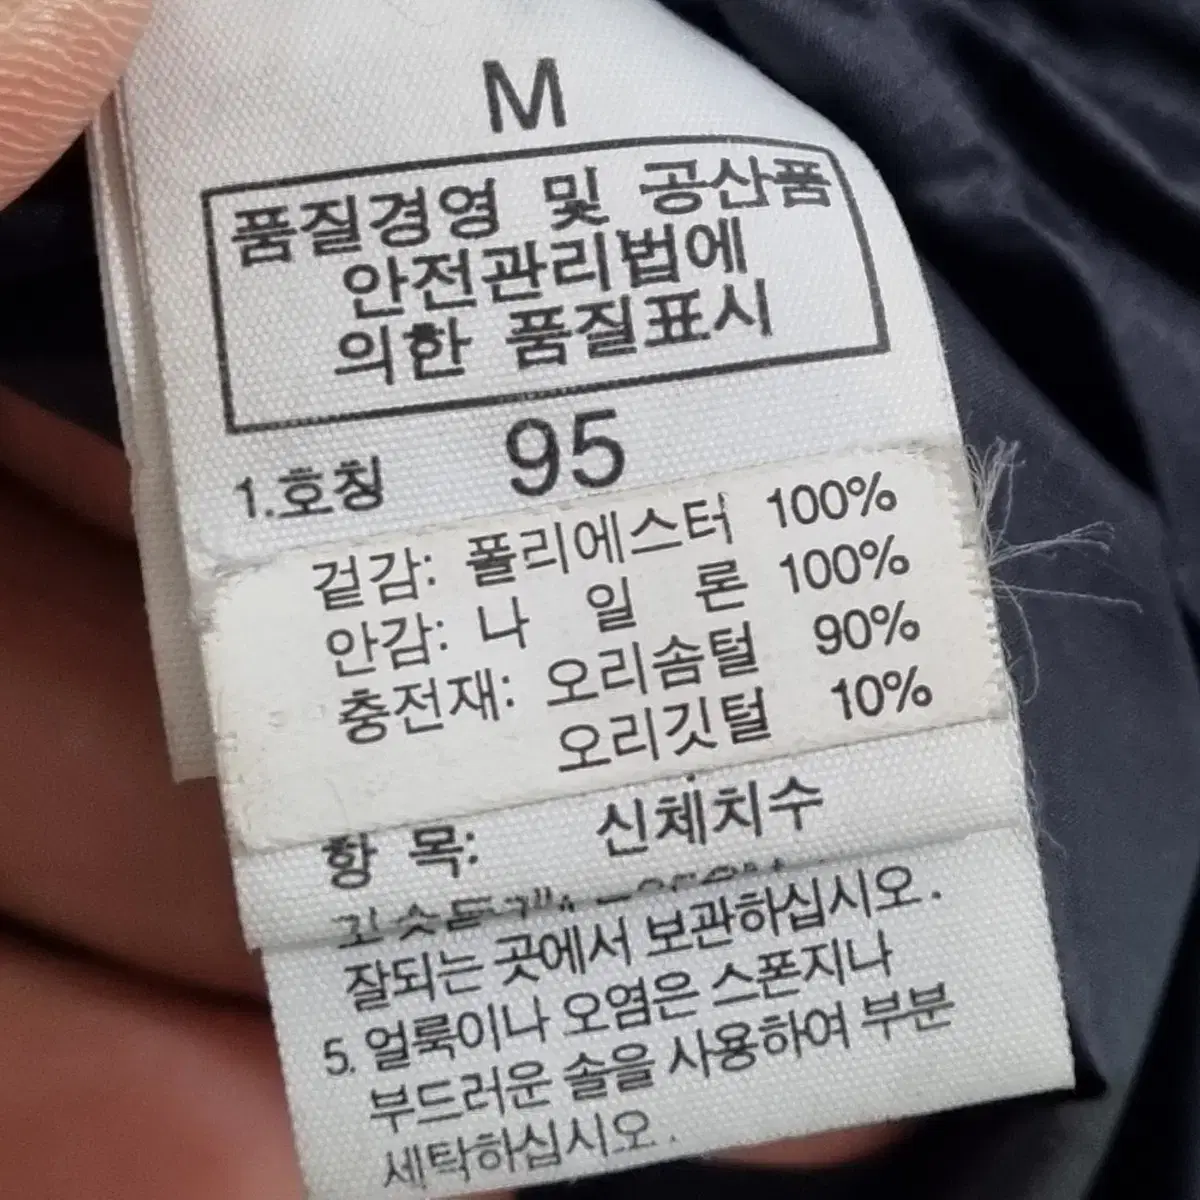 M
품질경영 및 공산품
안전관리법에
의한 품질표시
1.호칭 95
겉감: 폴리에스터 100%
안감: 나 일 론 100%
충전재: 오리솜털 90%
오리깃털 10%
항 목: 신체치수
잘되는 곳에서 보관하십시오.
5. 얼룩이나 오염은 스폰지나
부드러운 솔을 사용하여 부분
세탁하십시오.